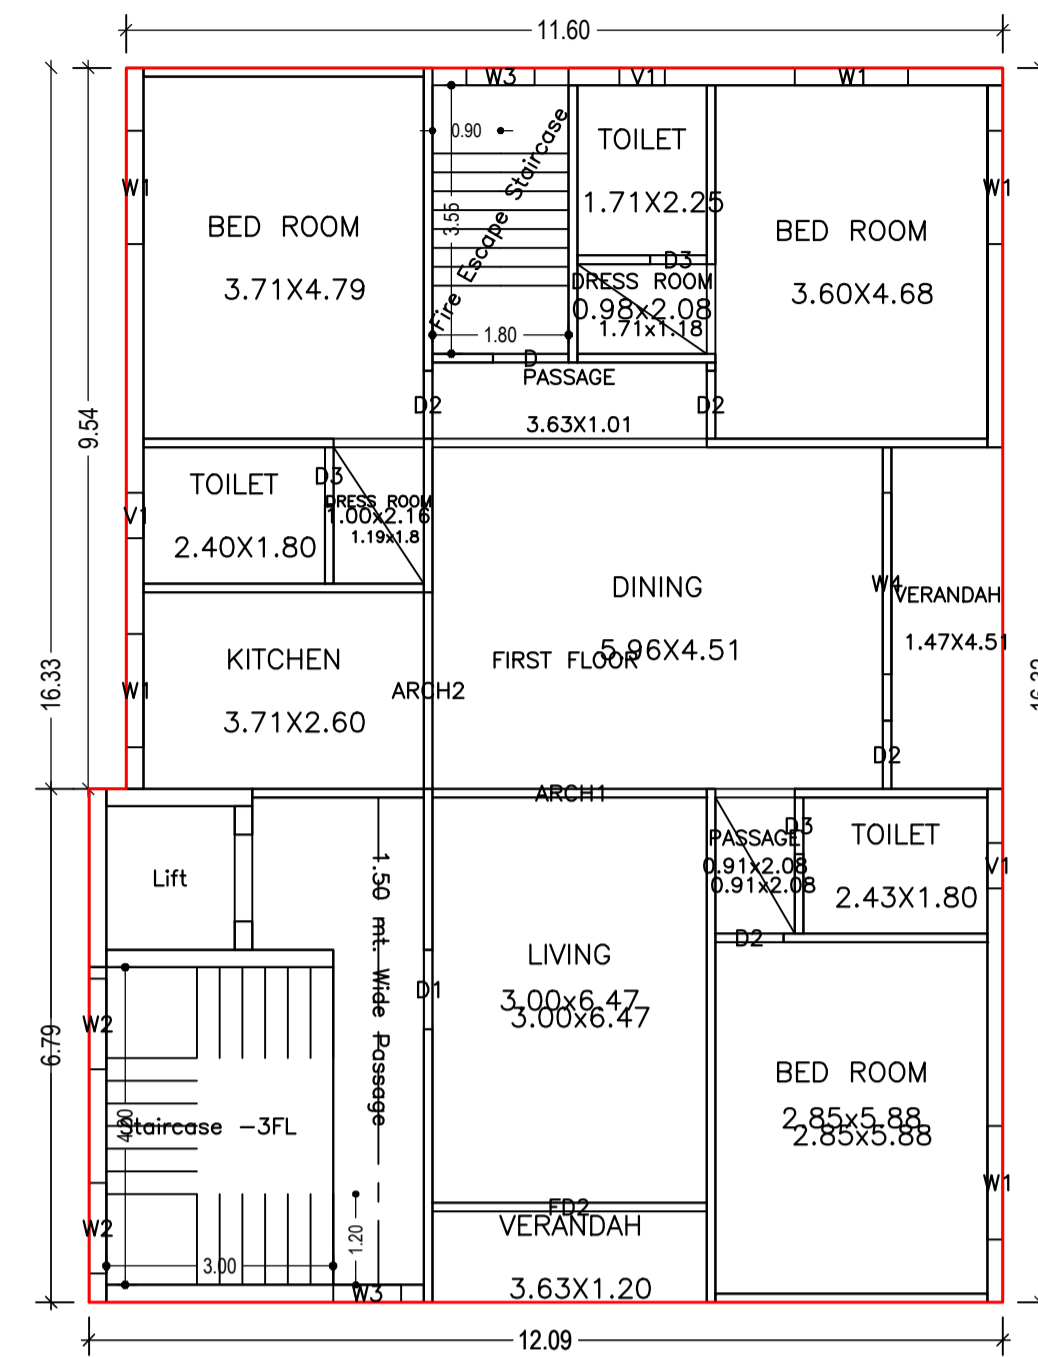 11.60
W3
V1
W1
0.90
Fire Escape Staircase
3.55
1.80
TOILET
1.71X2.25
W1
W1
BED ROOM
3.71X4.79
BED ROOM
3.60X4.68
D3
DRESS ROOM
0.98x2.08
1.71x1.18
D
PASSAGE
3.63X1.01
D2
D2
9.54
TOILET
2.40X1.80
D3
DRESS ROOM
1.00x2.16
1.19x1.8
V1
DINING
5.96X4.51
FIRST FLOOR
W4
VERANDAH
1.47X4.51
KITCHEN
3.71X2.60
W1
ARCH2
16.33
D2
ARCH1
Lift
1.50 mt. Wide Passage
PASSAGE
0.91x2.08
0.91x2.08
D3
TOILET
2.43X1.80
V1
D2
LIVING
3.00x6.47
3.00x6.47
D1
W2
6.79
BED ROOM
2.85x5.88
2.85x5.88
Staircase -3FL
W1
W2
1.20
3.00
FD2
VERANDAH
3.63X1.20
W3
12.09